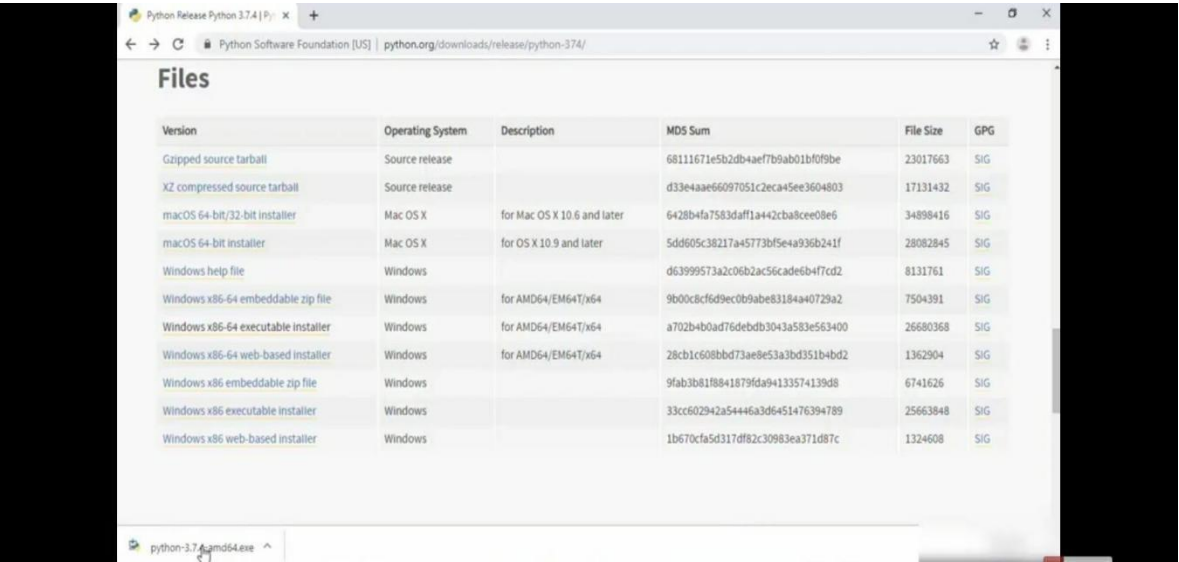 Python Release Python 3.7.4 | Py
Python Software Foundation [US] | python.org/downloads/release/python-374/
Files
Version Operating System Description MD5 Sum File Size GPG
Gzipped source tarball Source release 68111671e5b2db4aef7b9ab01bf0f9be 23017663 SIG
XZ compressed source tarball Source release d33e4aae66097051c2eca45ee3604803 17131432 SIG
macOS 64-bit/32-bit installer Mac OS X for Mac OS X 10.6 and later 6428b4fa7583daff1a442cba8cee08e6 34898416 SIG
macOS 64-bit installer Mac OS X for OS X 10.9 and later 5dd605c38217a45773bf5e4a936b241f 28082845 SIG
Windows help file Windows d63999573a2c06b2ac56cade6b4f7cd2 8131761 SIG
Windows x86-64 embeddable zip file Windows for AMD64/EM64T/x64 9b00c8cf6d9ec0b9abe83184a40729a2 7504391 SIG
Windows x86-64 executable installer Windows for AMD64/EM64T/x64 a702b4b0ad76debdb3043a583e563400 26680368 SIG
Windows x86-64 web-based installer Windows for AMD64/EM64T/x64 28cb1c608bbd73ae8e53a3bd351b4bd2 1362904 SIG
Windows x86 embeddable zip file Windows 9fab3b81f8841879fda94133574139d8 6741626 SIG
Windows x86 executable installer Windows 33cc602942a54446a3d6451476394789 25663848 SIG
Windows x86 web-based installer Windows 1b670cfa5d317df82c30983ea371d87c 1324608 SIG
python-3.7.4-amd64.exe